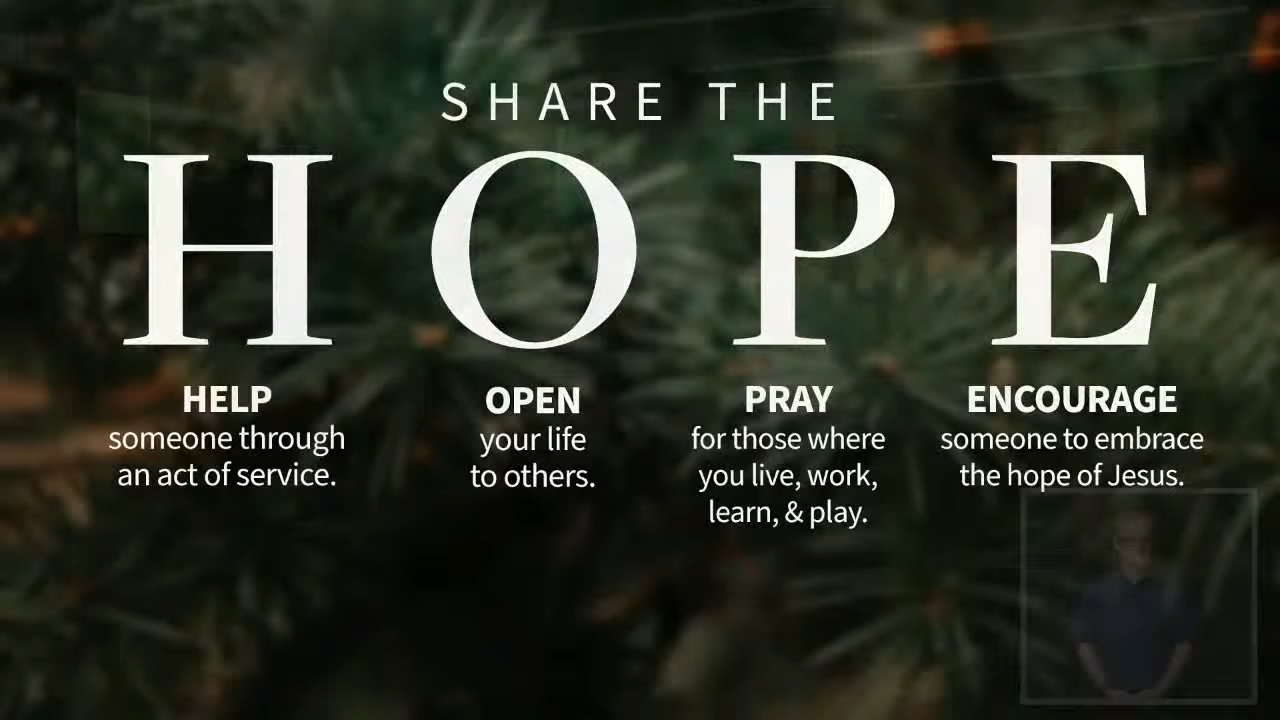 SHARE THE
HOPE
HELP
someone through
an act of service.
OPEN
your life
to others.
PRAY
for those where
you live, work,
learn, & play.
ENCOURAGE
someone to embrace
the hope of Jesus.